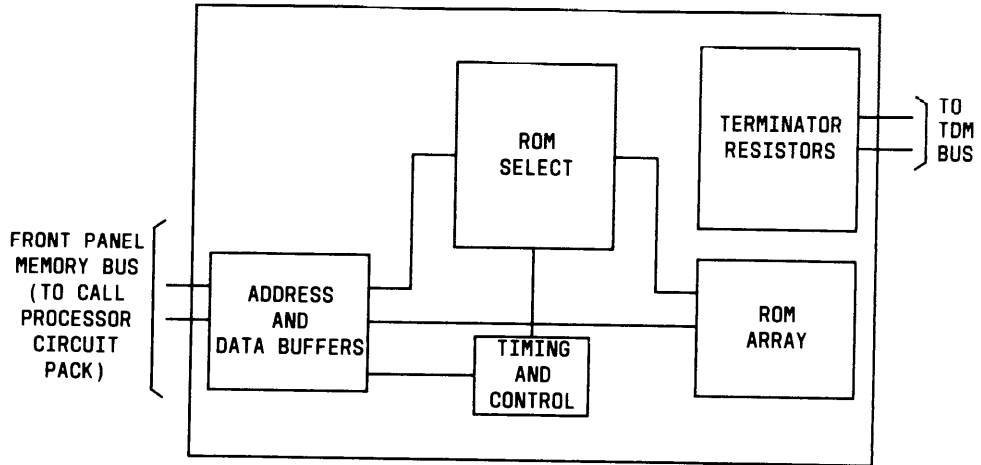 FRONT PANEL
MEMORY BUS
(TO CALL
PROCESSOR
CIRCUIT
PACK)
ADDRESS
AND
DATA BUFFERS
ROM
SELECT
TIMING
AND
CONTROL
TERMINATOR
RESISTORS
ROM
ARRAY
TO
TDM
BUS